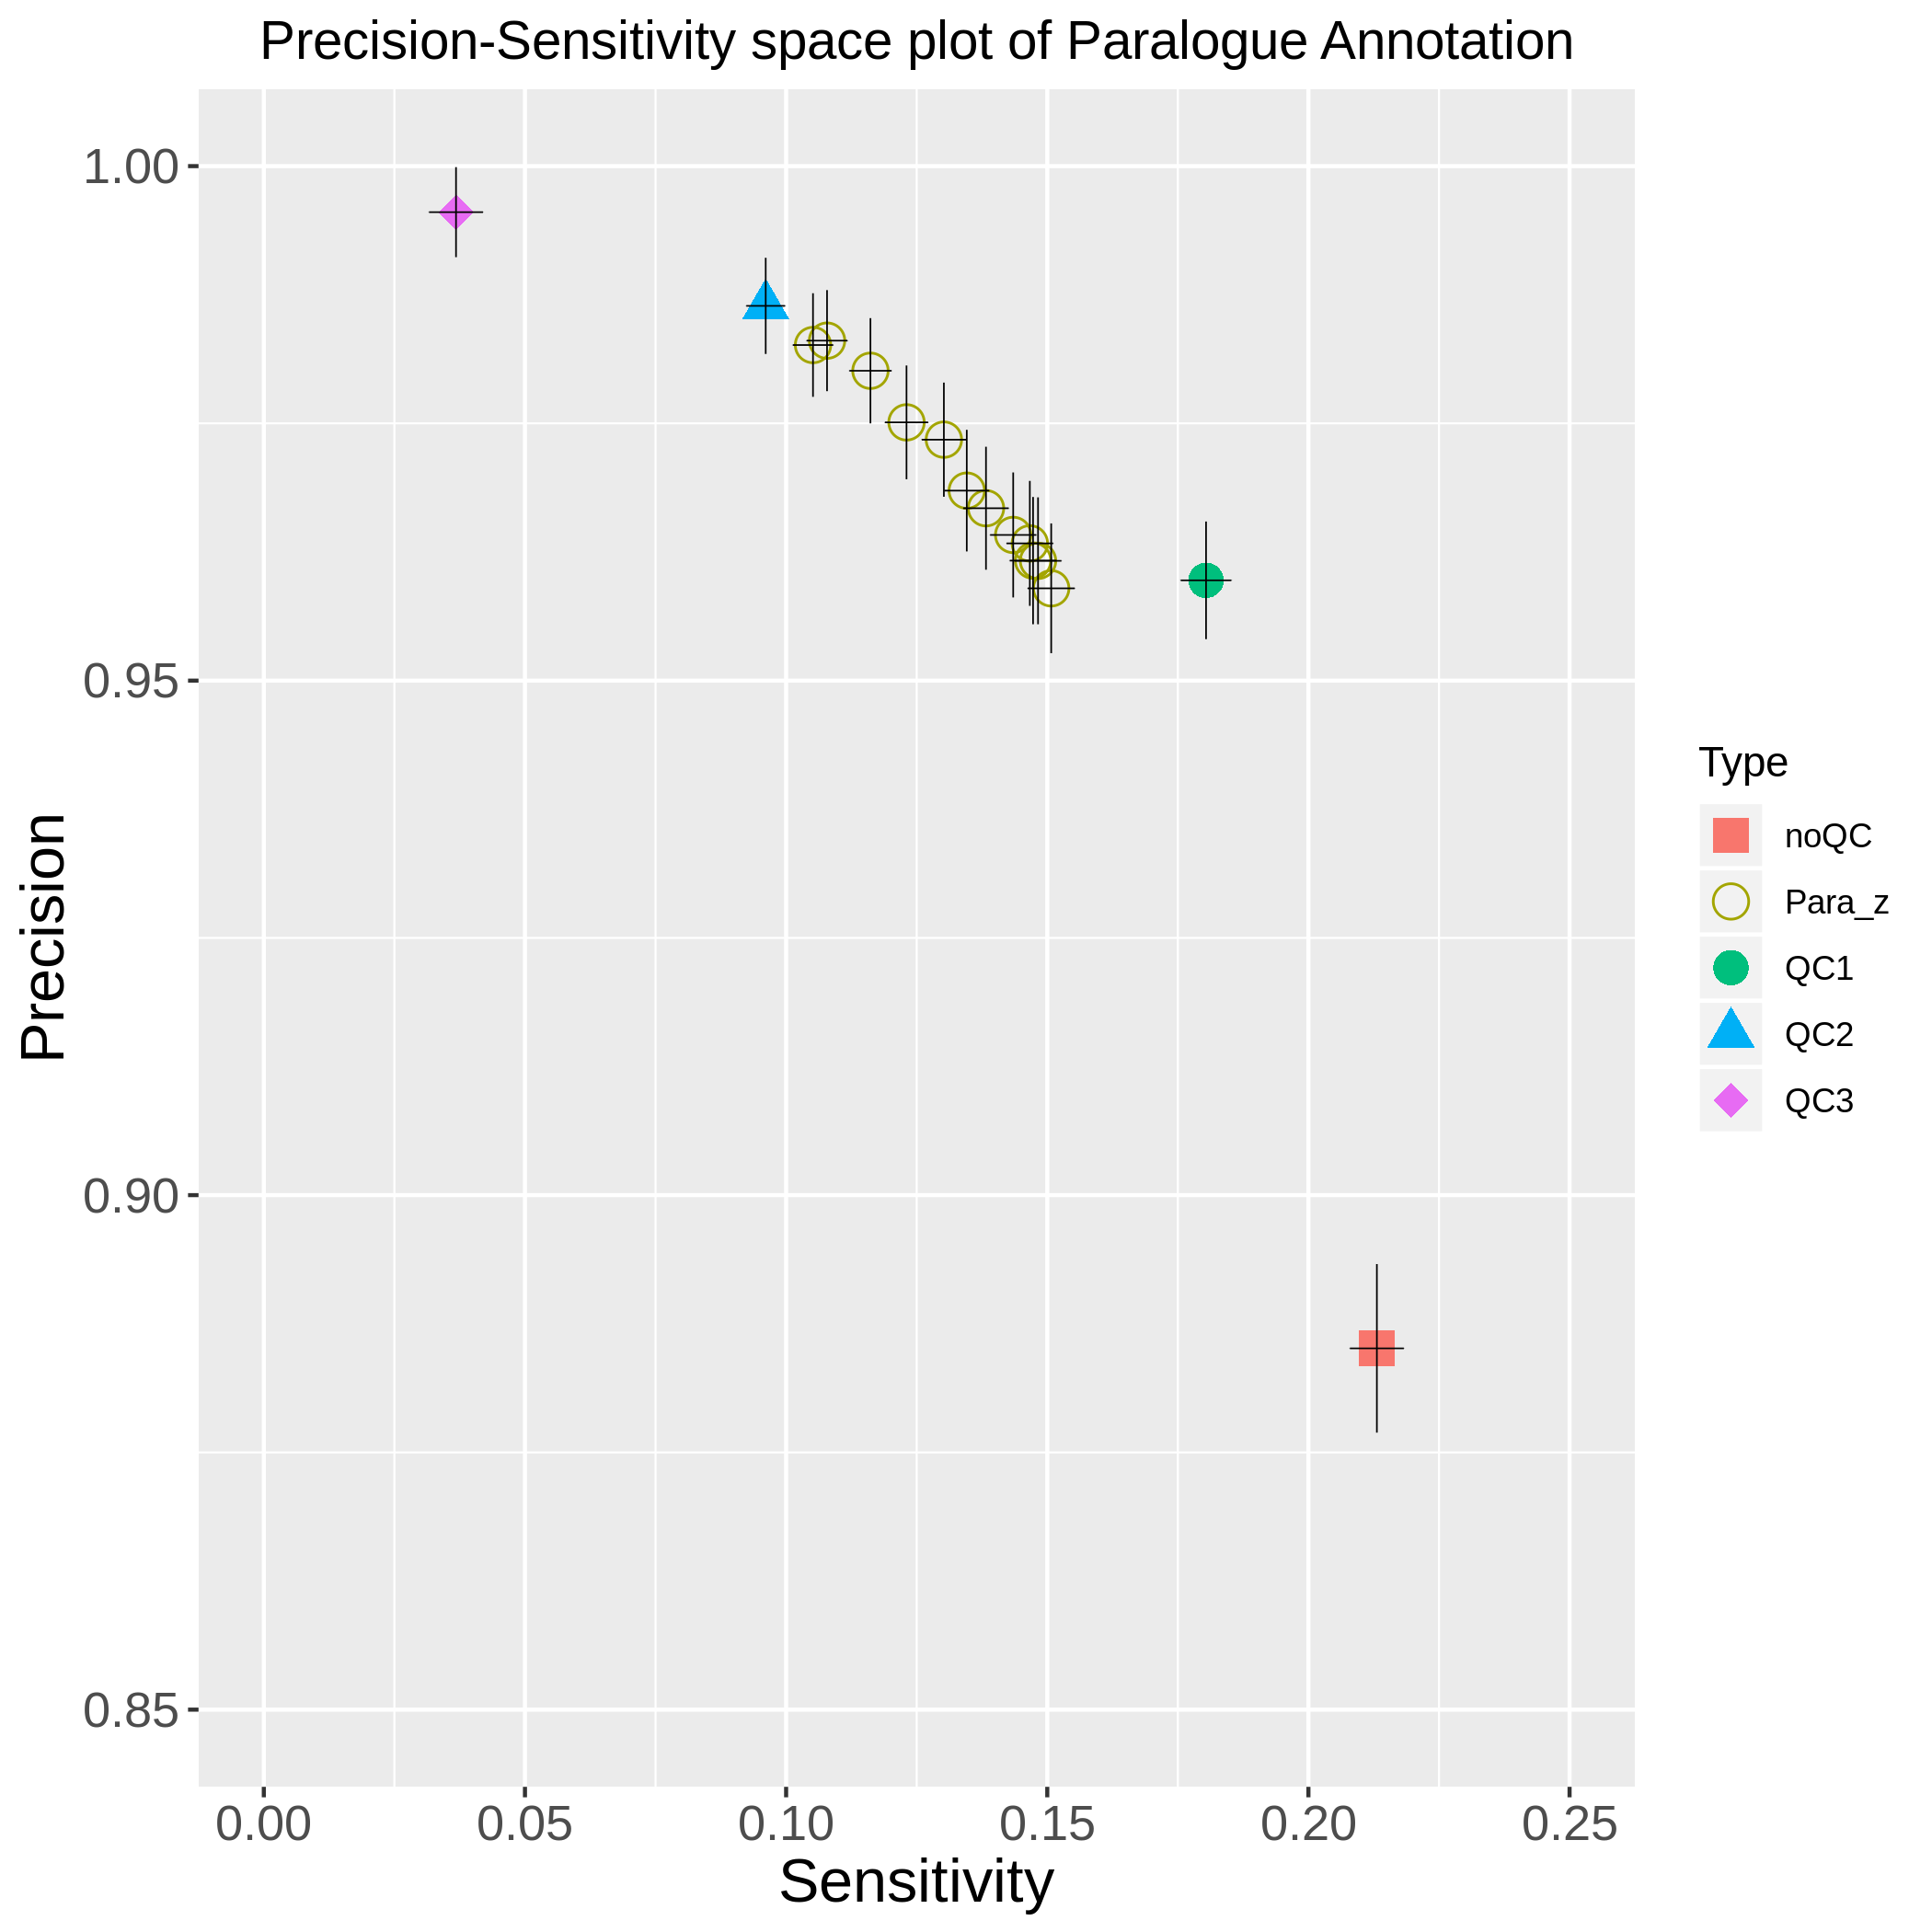 Precision-Sensitivity space plot of Paralogue Annotation
1.00
0.95
0.90
0.85
Precision
0.00 0.05 0.10 0.15 0.20 0.25
Sensitivity
Type
noQC
Para_z
QC1
QC2
QC3